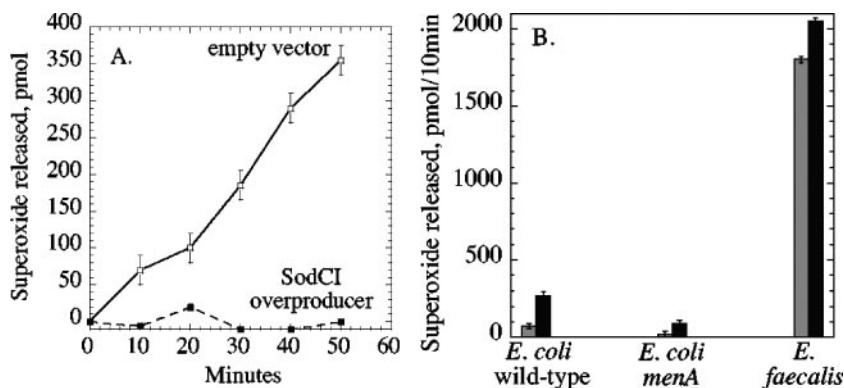 400
350
300
250
200
150
100
50
0
Superoxide released, pmol
A.
empty vector
SodCI
overproducer
0 10 20 30 40 50 60
Minutes
B.
2000
1500
1000
500
0
Superoxide released, pmol/10min
E. coli
wild-type
E. coli
menA
E.
faecalis